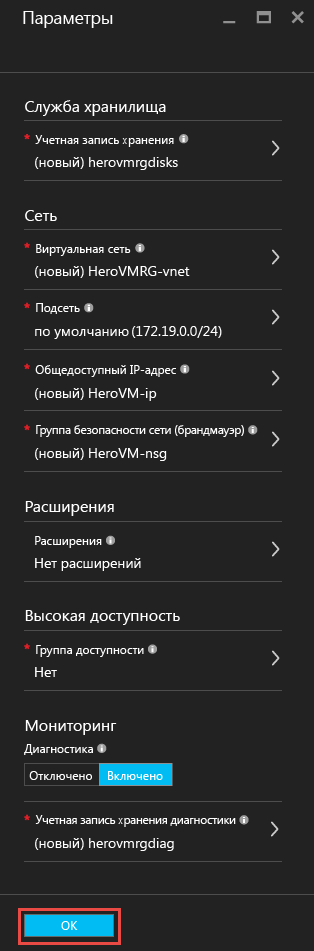 Параметры
Служба хранилища
* Учетная запись хранения
(новый) herovmrgdisks
Сеть
* Виртуальная сеть
(новый) HeroVMRG-vnet
* Подсеть
по умолчанию (172.19.0.0/24)
* Общедоступный IP-адрес
(новый) HeroVM-ip
* Группа безопасности сети (брандмауэр)
(новый) HeroVM-nsg
Расширения
Расширения
Нет расширений
Высокая доступность
* Группа доступности
Нет
Мониторинг
Диагностика
Отключено Включено
* Учетная запись хранения диагностики
(новый) herovmrgdiag
ОК